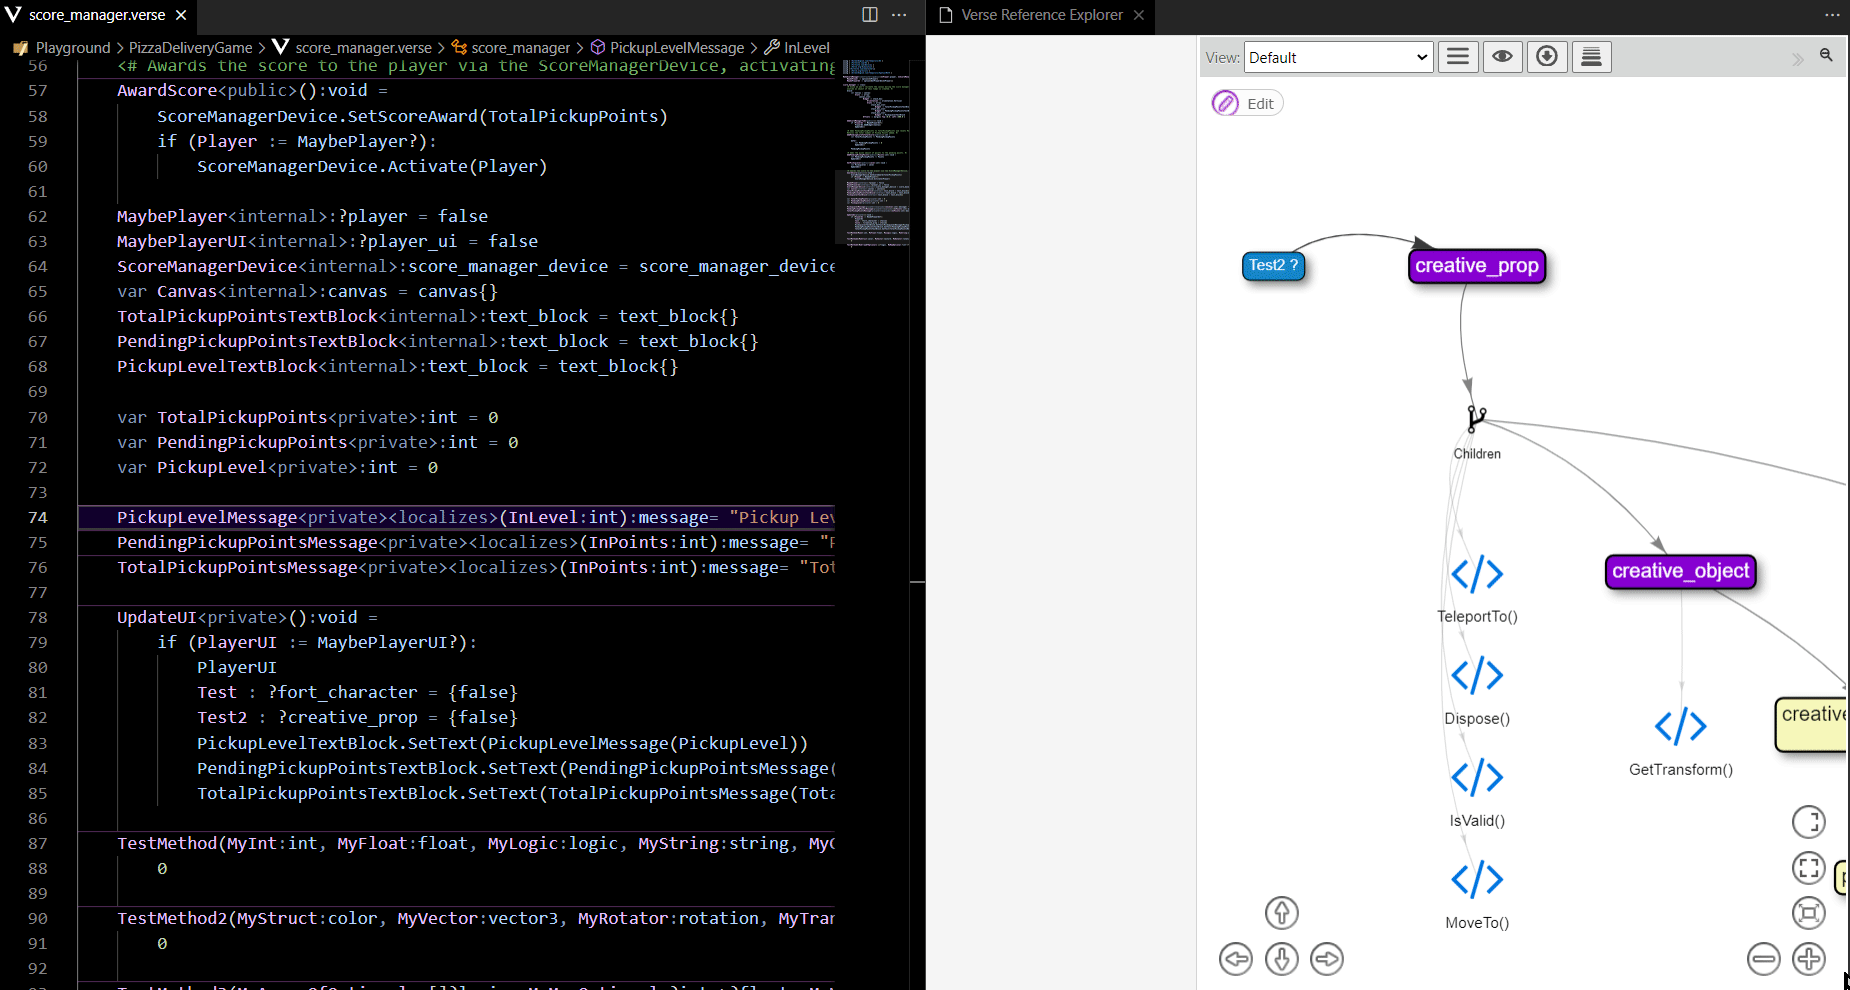 score_manager.verse
Playground > PizzaDeliveryGame > score_manager.verse > score_manager > PickupLevelMessage > InLevel
56 <# Awards the score to the player via the ScoreManagerDevice, activating
57 AwardScore<public>():void =
58 ScoreManagerDevice.SetScoreAward(TotalPickupPoints)
59 if (Player := MaybePlayer?):
60 ScoreManagerDevice.Activate(Player)
61
62 MaybePlayer<internal>:?player = false
63 MaybePlayerUI<internal>:?player_ui = false
64 ScoreManagerDevice<internal>:score_manager_device = score_manager_device
65 var Canvas<internal>:canvas = canvas{}
66 TotalPickupPointsTextBlock<internal>:text_block = text_block{}
67 PendingPickupPointsTextBlock<internal>:text_block = text_block{}
68 PickupLevelTextBlock<internal>:text_block = text_block{}
69
70 var TotalPickupPoints<private>:int = 0
71 var PendingPickupPoints<private>:int = 0
72 var PickupLevel<private>:int = 0
73
74 PickupLevelMessage<private><localizes>(InLevel:int):message= "Pickup Lev
75 PendingPickupPointsMessage<private><localizes>(InPoints:int):message= "P
76 TotalPickupPointsMessage<private><localizes>(InPoints:int):message= "Tot
77
78 UpdateUI<private>():void =
79 if (PlayerUI := MaybePlayerUI?):
80 PlayerUI
81 Test : ?fort_character = {false}
82 Test2 : ?creative_prop = {false}
83 PickupLevelTextBlock.SetText(PickupLevelMessage(PickupLevel))
84 PendingPickupPointsTextBlock.SetText(PendingPickupPointsMessage(
85 TotalPickupPointsTextBlock.SetText(TotalPickupPointsMessage(Tota
86
87 TestMethod(MyInt:int, MyFloat:float, MyLogic:logic, MyString:string, MyC
88 0
89
90 TestMethod2(MyStruct:color, MyVector:vector3, MyRotator:rotation, MyTran
91 0
92
Verse Reference Explorer
View: Default
Edit
Test2 ?
creative_prop
Children
creative_object
TeleportTo()
Dispose()
creative
GetTransform()
IsValid()
MoveTo()